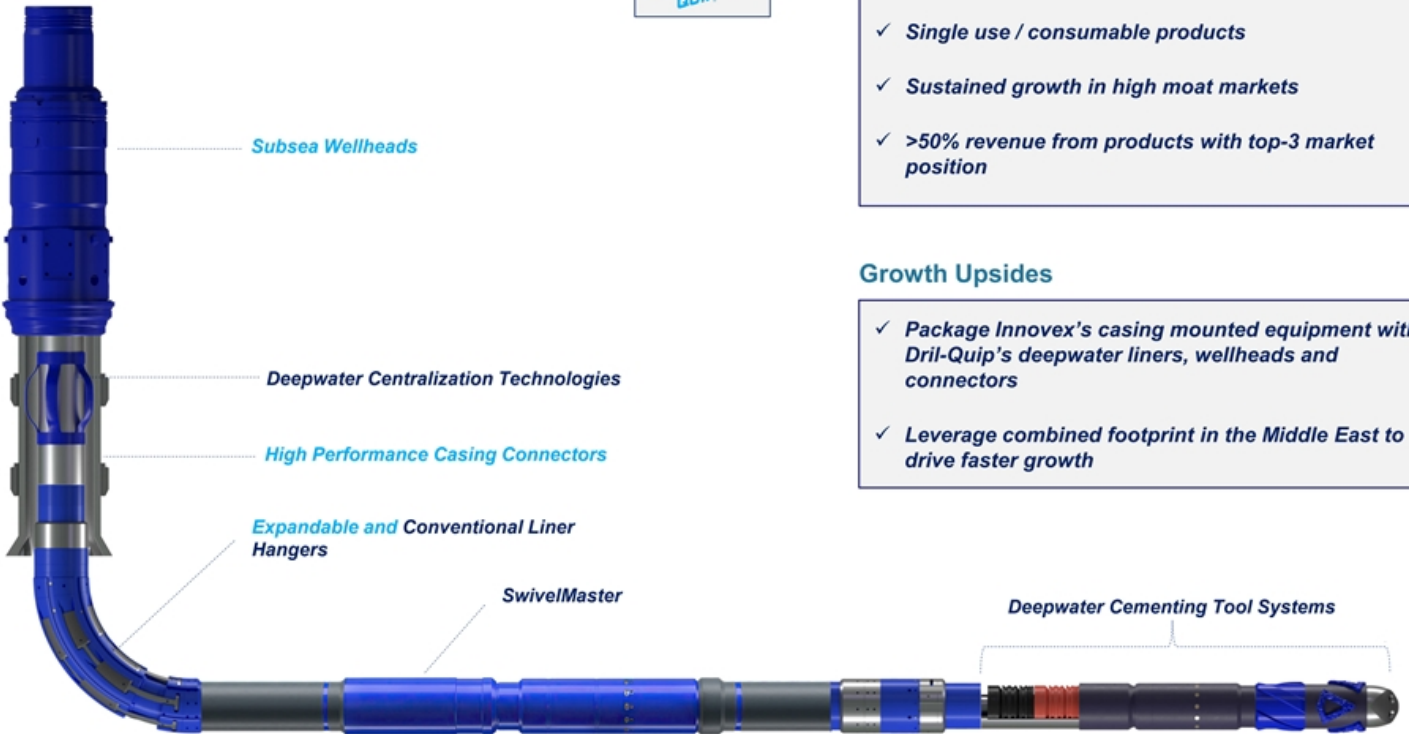 Single use / consumable products
Sustained growth in high moat markets
>50% revenue from products with top-3 market
position
Subsea Wellheads
Growth Upsides
Package Innovex's casing mounted equipment
Dril-Quip's deepwater liners, wellheads and
connectors
Leverage combined footprint in the Middle East to
drive faster growth
Deepwater Centralization Technologies
High Performance Casing Connectors
Expandable and Conventional Liner
Hangers
SwivelMaster
Deepwater Cementing Tool Systems